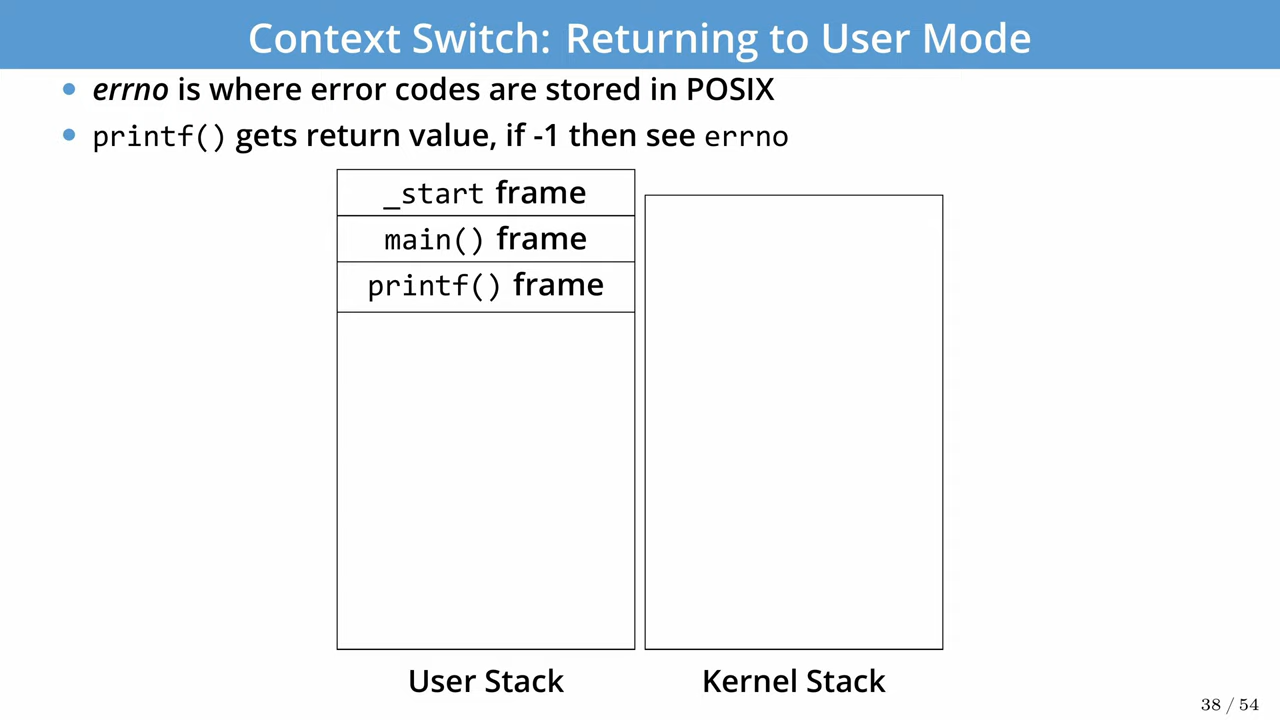 Context Switch: Returning to User Mode
• errno is where error codes are stored in POSIX
• printf() gets return value, if -1 then see errno
_start frame
main() frame
printf() frame
User Stack
Kernel Stack
38 / 54